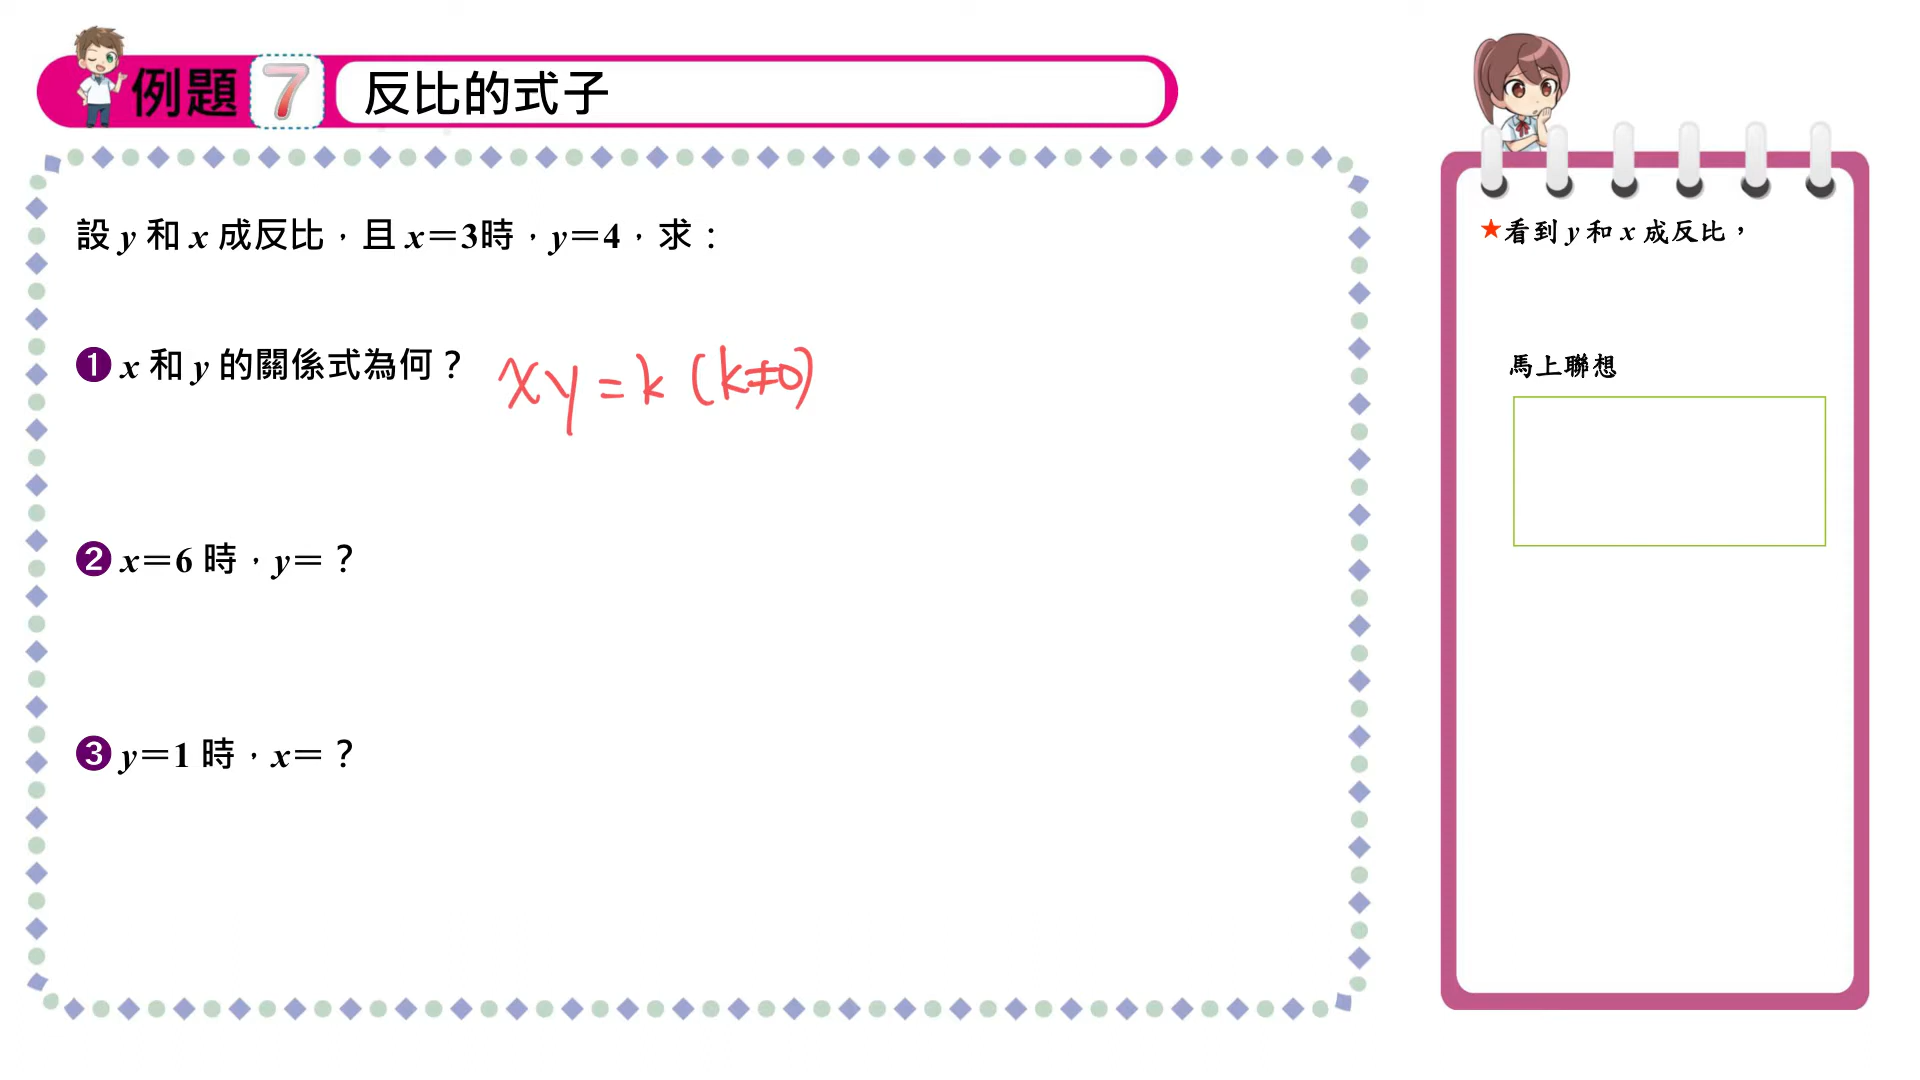 例題 7 反比的式子
設 y 和 x 成反比，且 x＝3時，y＝4，求：
❶ x 和 y 的關係式為何？ xy=k (k≠0)
❷ x＝6 時，y＝？
❸ y＝1 時，x＝？
★看到 y 和 x 成反比，
馬上聯想